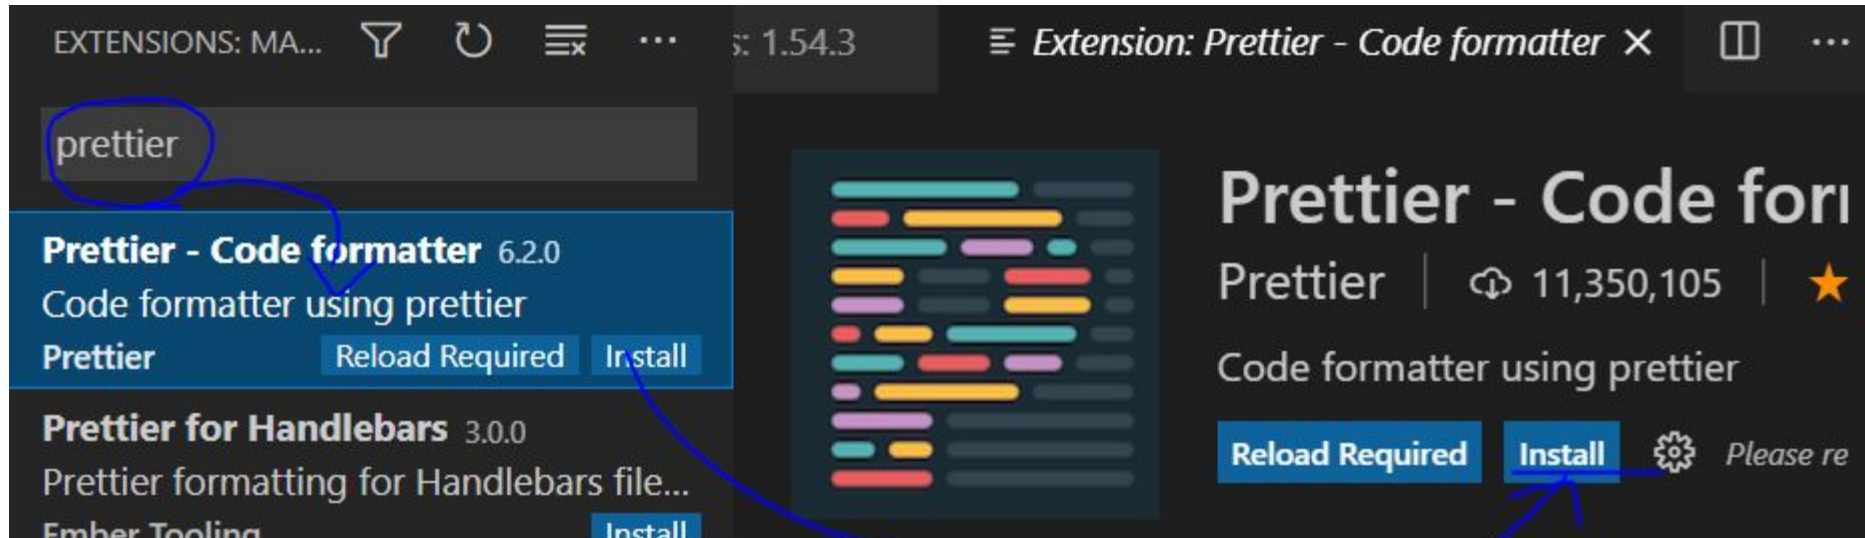 EXTENSIONS: MA...
prettier
Prettier - Code formatter 6.2.0
Code formatter using prettier
Prettier Reload Required Install
Prettier for Handlebars 3.0.0
Prettier formatting for Handlebars file...
Ember Tooling Install
s: 1.54.3
Extension: Prettier - Code formatter
Prettier - Code for
Prettier 11,350,105
Code formatter using prettier
Reload Required Install Please re